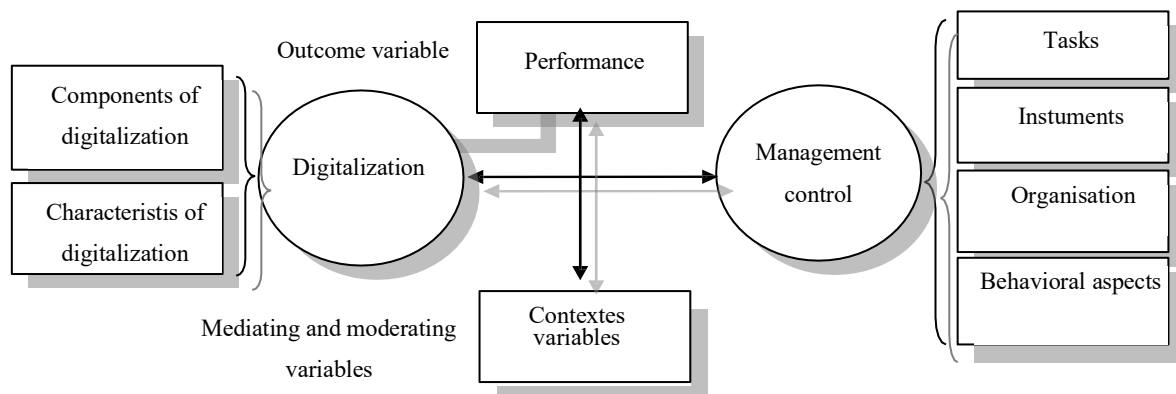 Outcome variable
Performance
Components of
digitalization
Characteristis of
digitalization
Digitalization
Management
control
Tasks
Instuments
Organisation
Behavioral aspects
Mediating and moderating
variables
Contextes
variables